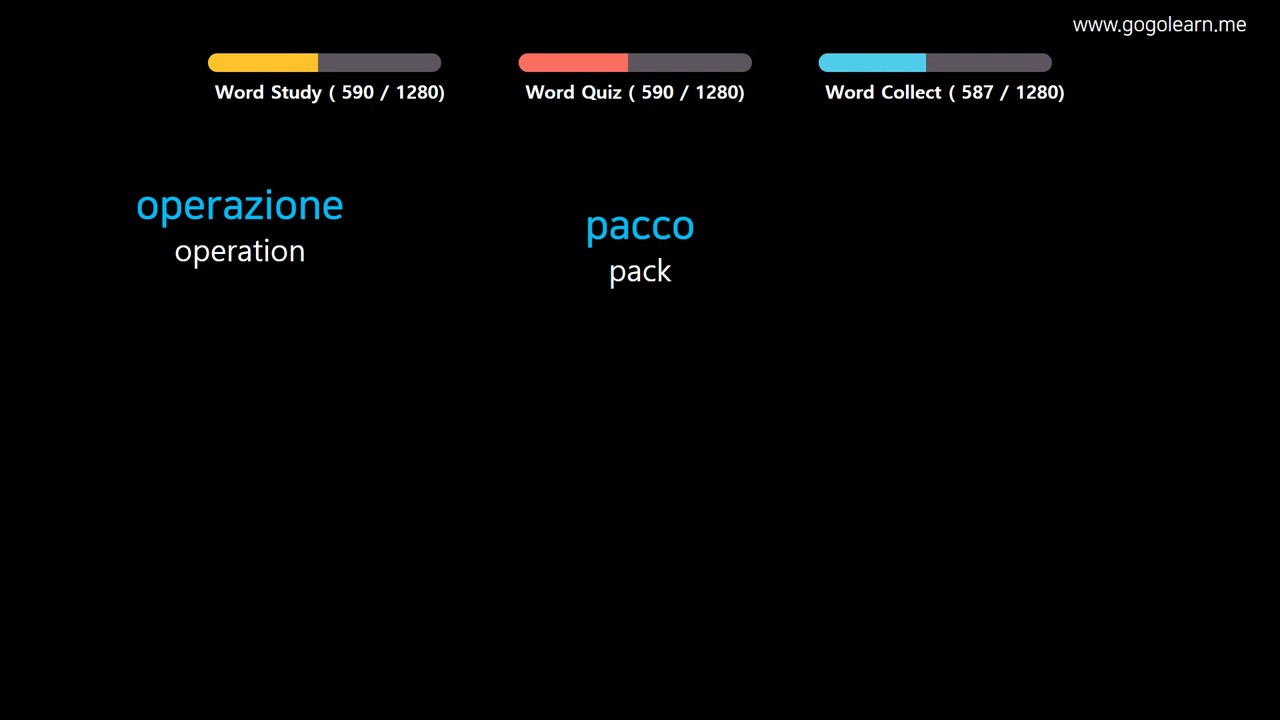 www.gogolearn.me
Word Study ( 590 / 1280)
Word Quiz ( 590 / 1280)
Word Collect ( 587 / 1280)
operazione
operation
pacco
pack